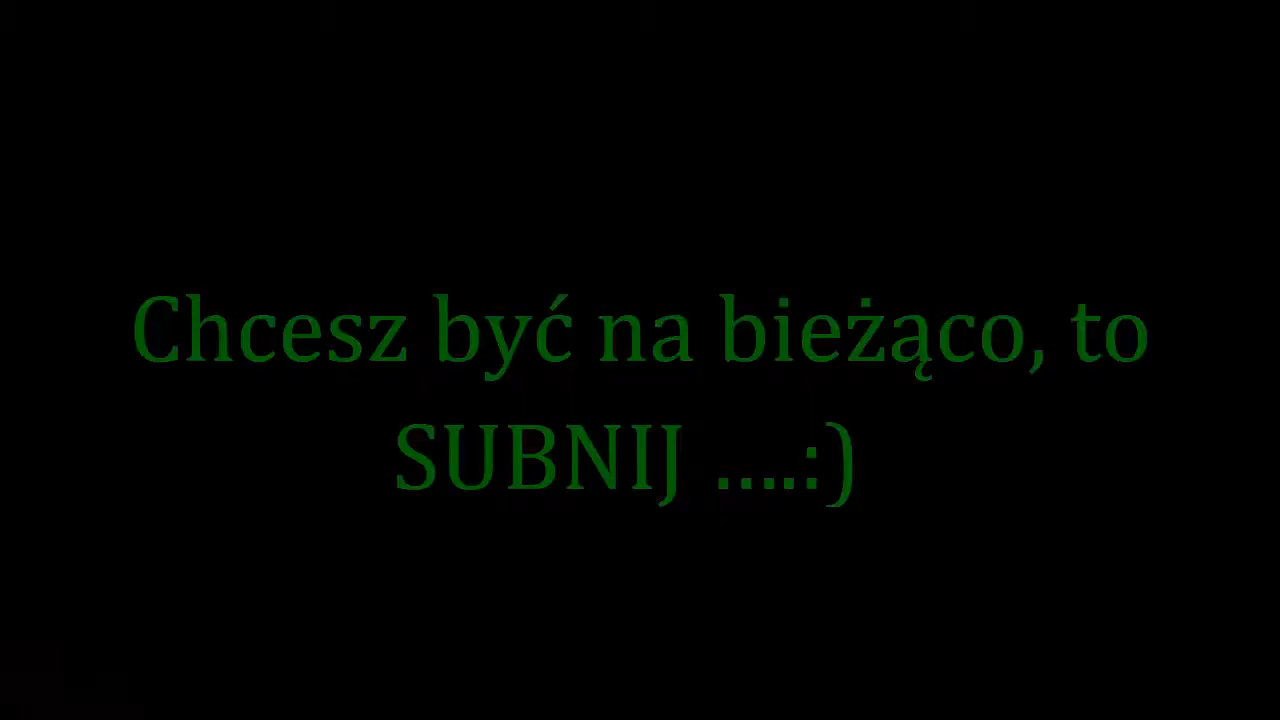 Chcesz być na bieżąco, to
SUBNIJ ....:)